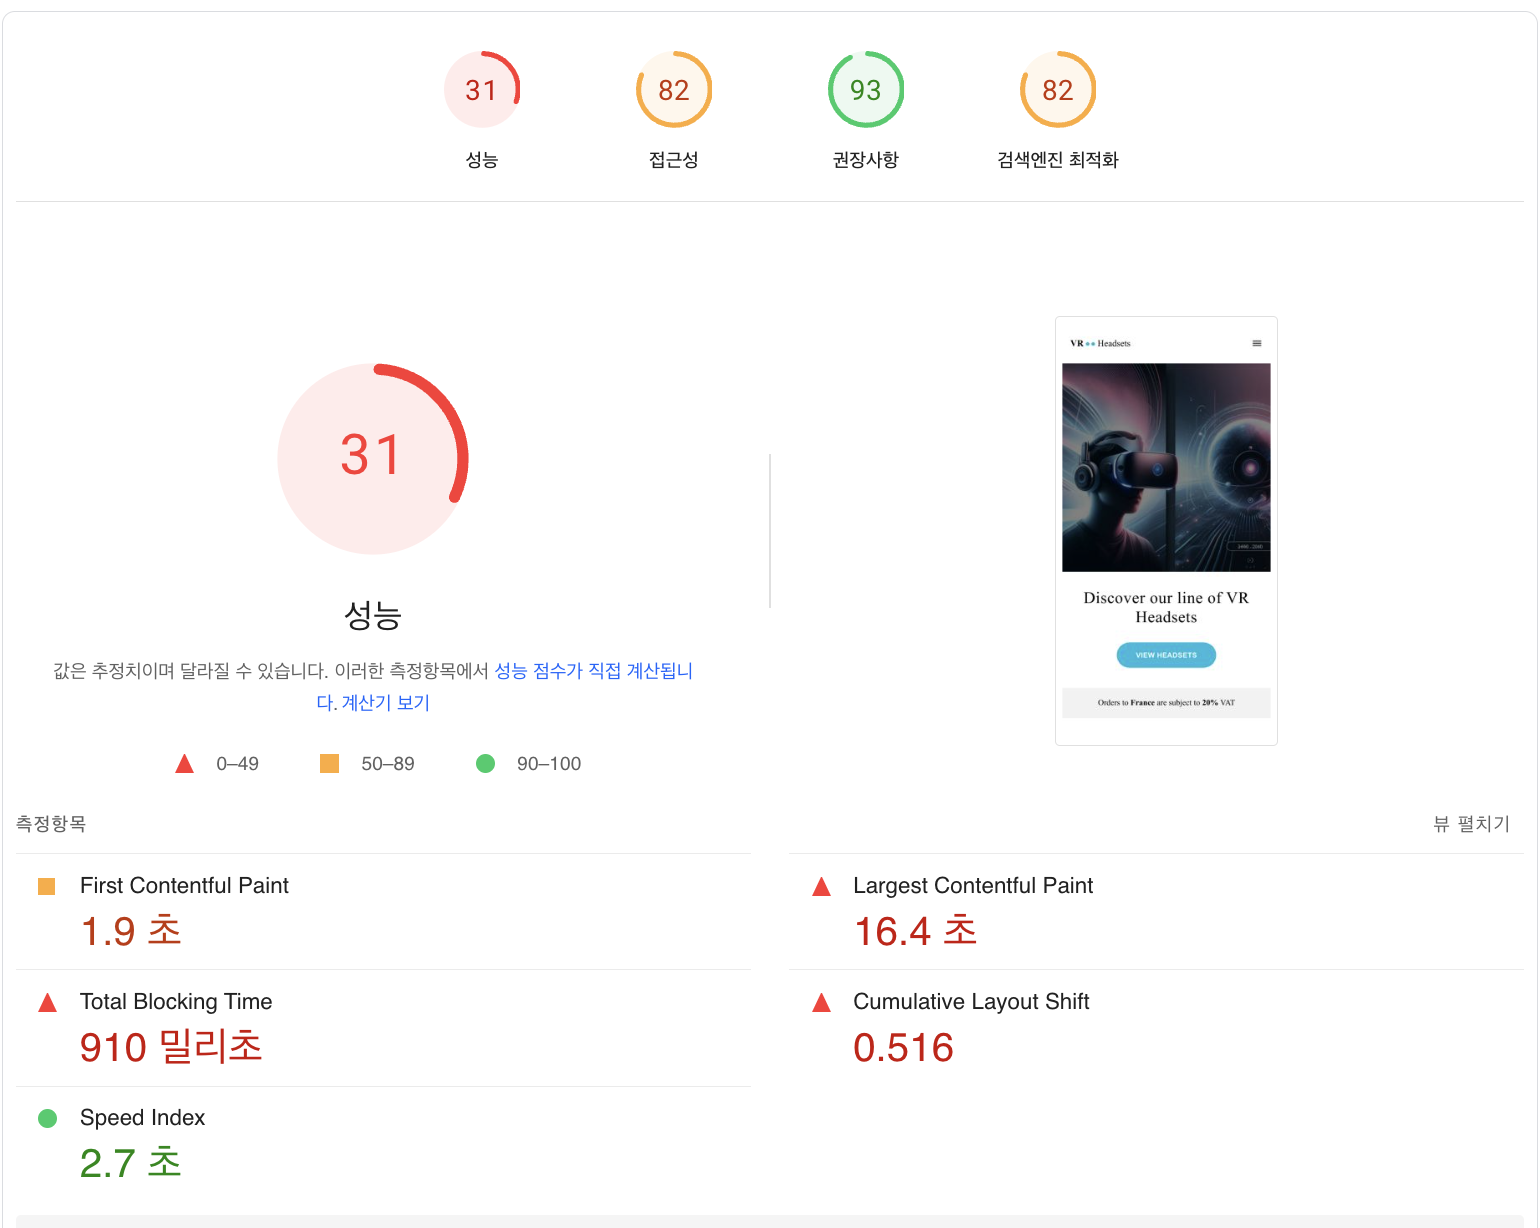 31
82
93
82
성능
접근성
권장사항
검색엔진 최적화
31
성능
값은 추정치이며 달라질 수 있습니다. 이러한 측정항목에서 성능 점수가 직접 계산됩니
다. 계산기 보기
0–49
50–89
90–100
VR Headsets
Discover our line of VR
Headsets
VIEW HEADSETS
Orders to France are subject to 20% VAT
측정항목
뷰 펼치기
First Contentful Paint
1.9 초
Largest Contentful Paint
16.4 초
Total Blocking Time
910 밀리초
Cumulative Layout Shift
0.516
Speed Index
2.7 초